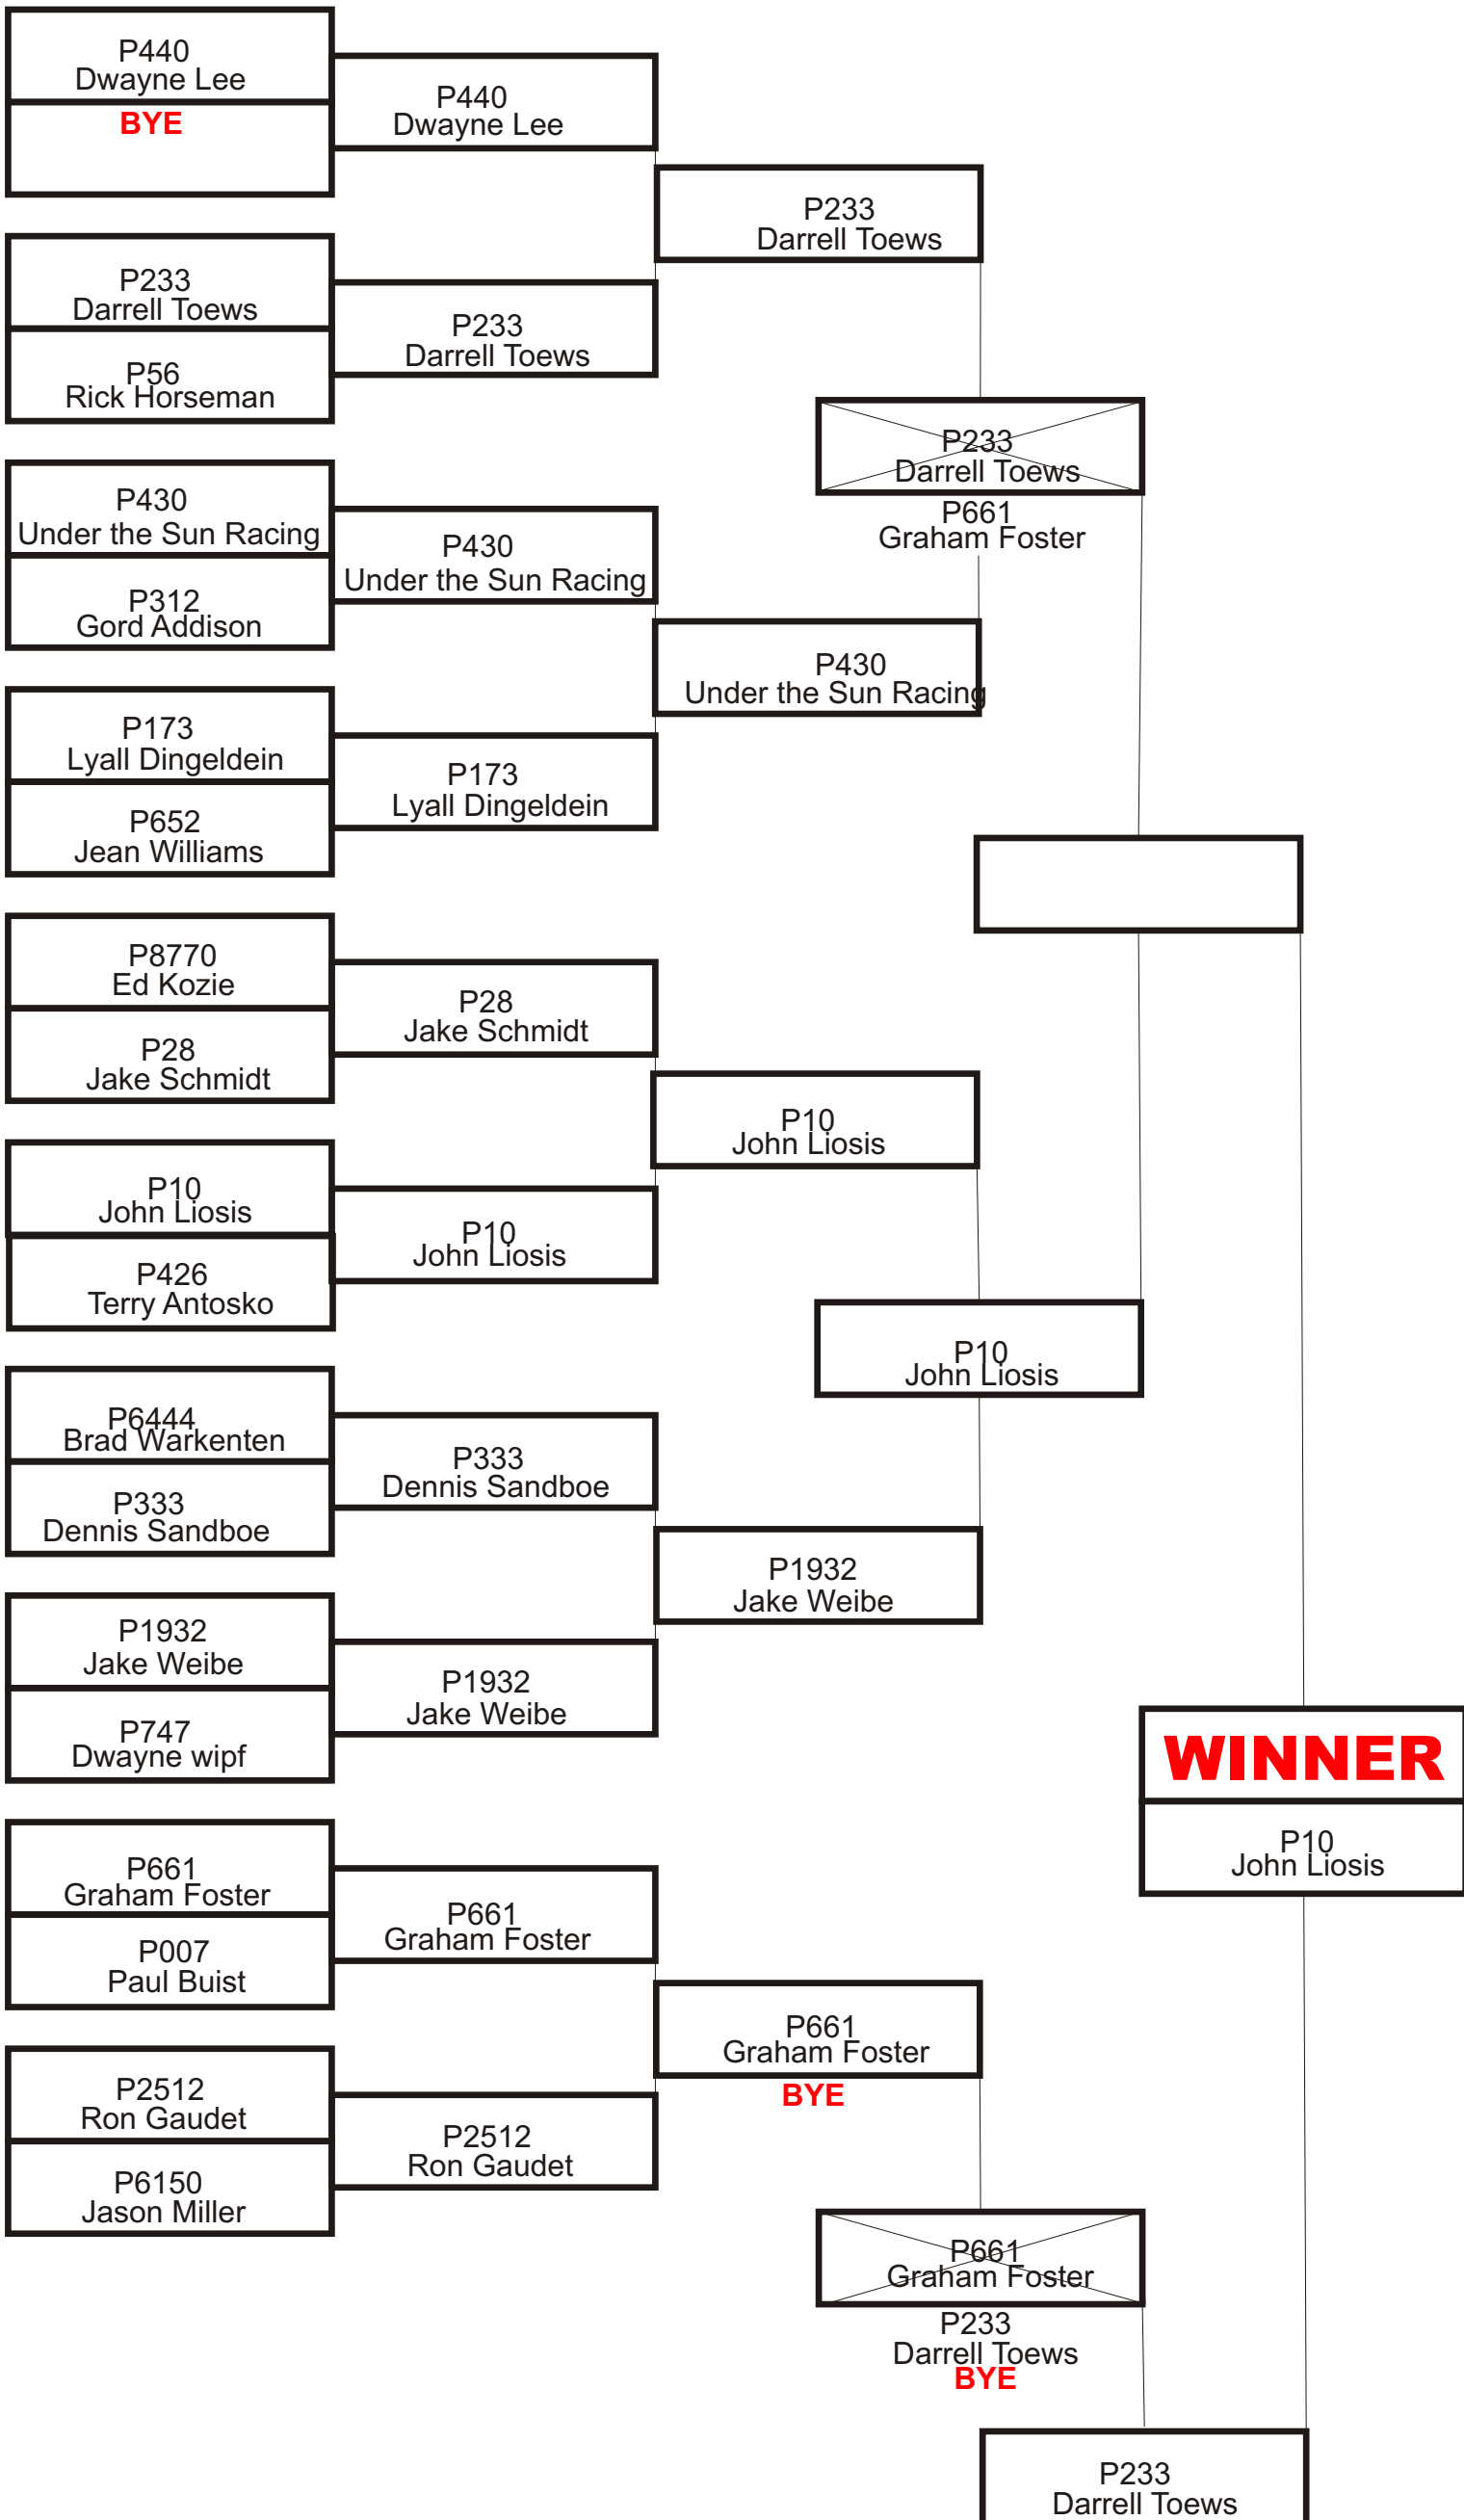 P440
Dwayne Lee
BYE
P233
Darrell Toews
P56
Rick Horseman
P430
Under the Sun Racing
P312
Gord Addison
P173
Lyall Dingeldein
P652
Jean Williams
P8770
Ed Kozie
P28
Jake Schmidt
P10
John Liosis
P426
Terry Antosko
P6444
Brad Warkenten
P333
Dennis Sandboe
P1932
Jake Weibe
P747
Dwayne wipf
P661
Graham Foster
P007
Paul Buist
P2512
Ron Gaudet
P6150
Jason Miller
P440
Dwayne Lee
P233
Darrell Toews
P430
Under the Sun Racing
P173
Lyall Dingeldein
P28
Jake Schmidt
P10
John Liosis
P333
Dennis Sandboe
P1932
Jake Weibe
P661
Graham Foster
P2512
Ron Gaudet
P233
Darrell Toews
P430
Under the Sun Racing
P10
John Liosis
P1932
Jake Weibe
P661
Graham Foster
BYE
P233
Darrell Toews
P661
Graham Foster
P10
John Liosis
P661
Graham Foster
P233
Darrell Toews
BYE
P233
Darrell Toews
WINNER
P10
John Liosis